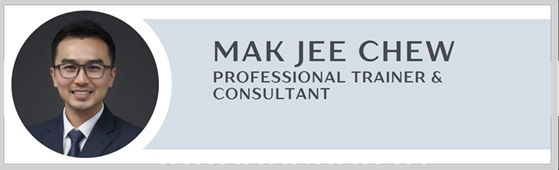 MAK JEE CHEW
PROFESSIONAL TRAINER &
CONSULTANT